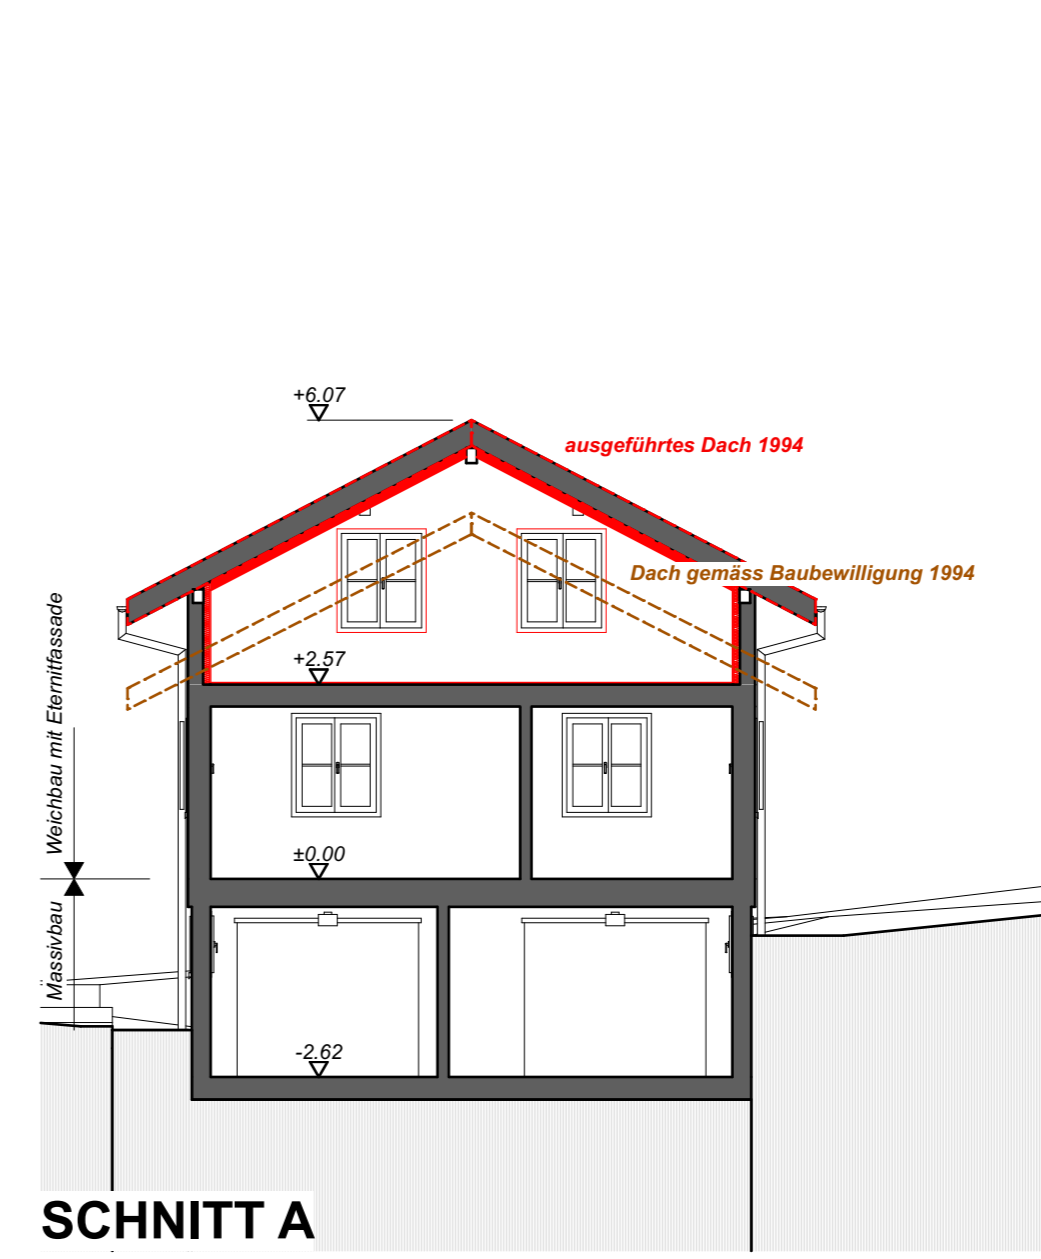 +6.07
ausgeführtes Dach 1994
Dach gemäss Baubewilligung 1994
+2.57
Weichbau mit Eternitfassade
±0.00
Massivbau
-2.62
SCHNITT A